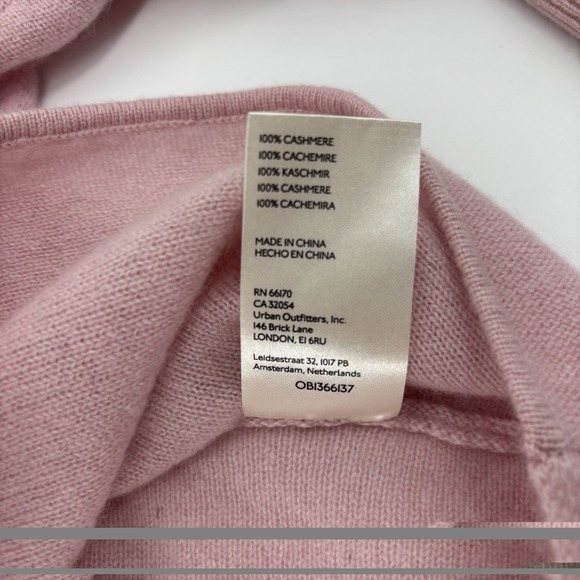 100% CASHMERE
100% CACHEMIRE
100% KASCHMIR
100% CASHMERE
100% CACHEMIRA
MADE IN CHINA
HECHO EN CHINA
RN 66170
CA 32054
Urban Outfitters, Inc.
146 Brick Lane
LONDON, E1 6RU
Leidsestraat 32, 1017 PB
Amsterdam, Netherlands
OB1366137